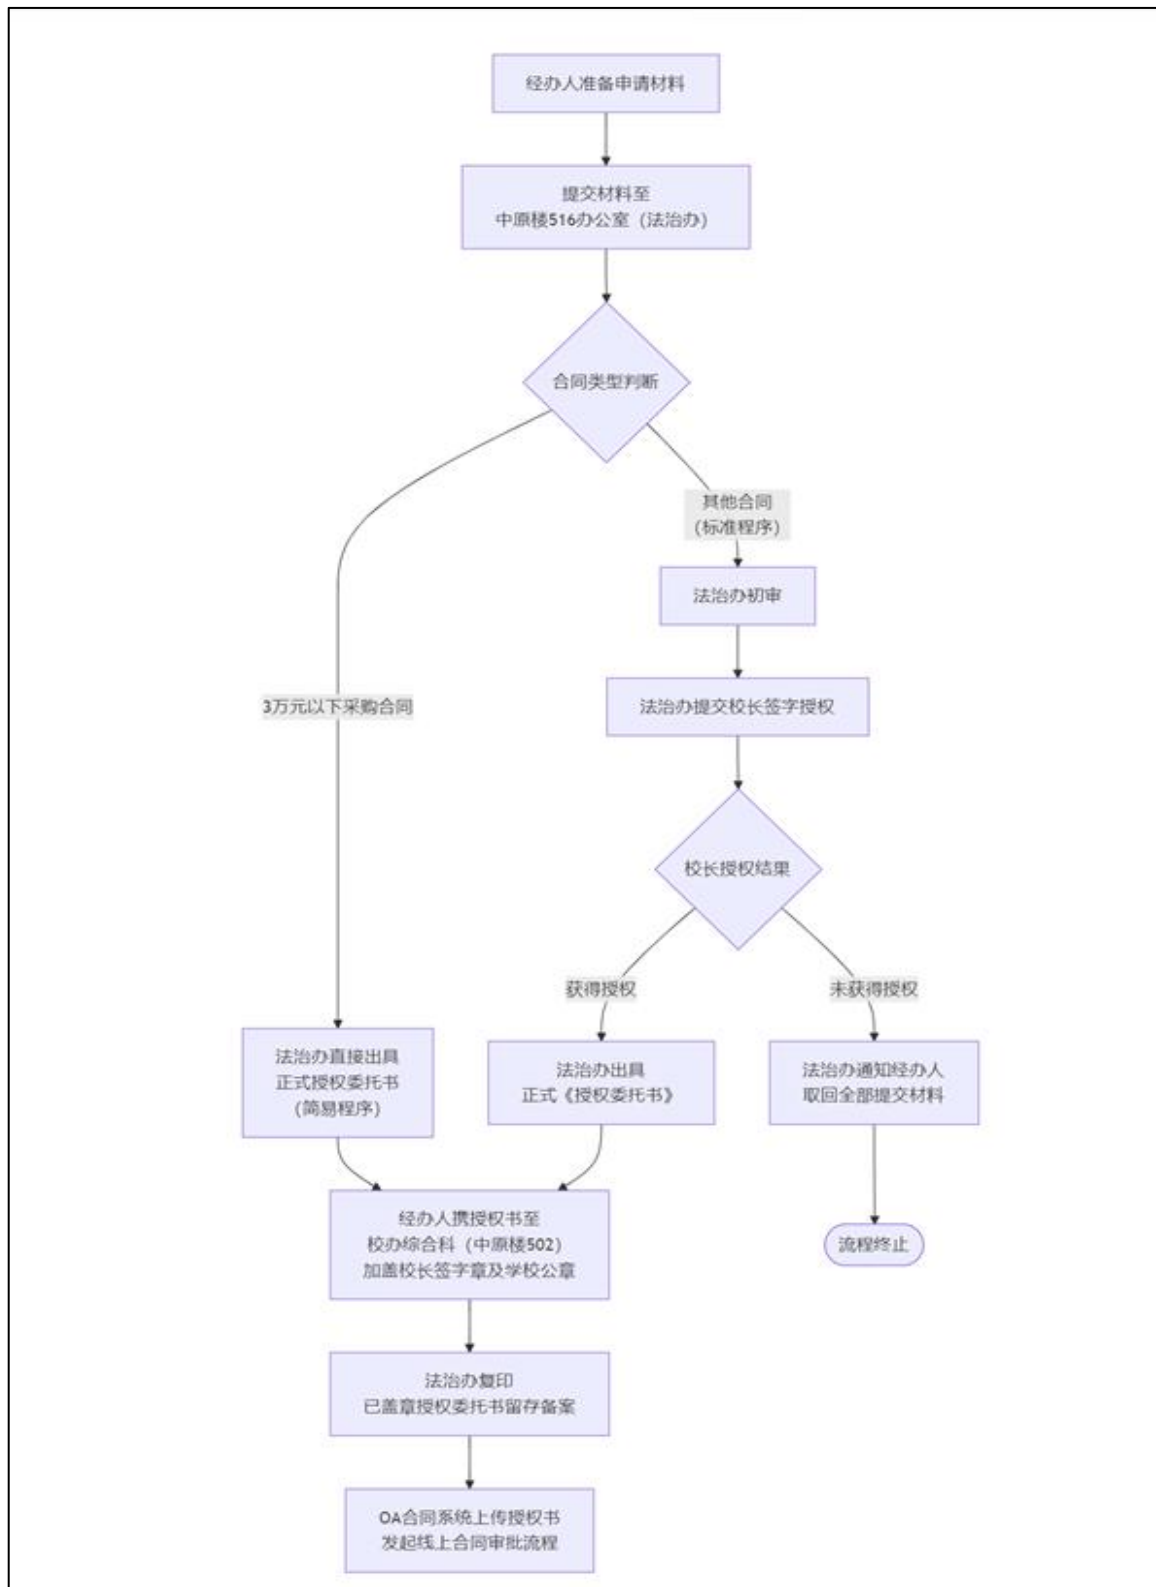 经办人准备申请材料
提交材料至
中原楼516办公室（法治办）
合同类型判断
其他合同
（标准程序）
法治办初审
3万元以下采购合同
法治办提交校长签字授权
校长授权结果
获得授权
未获得授权
法治办直接出具
正式授权委托书
（简易程序）
法治办出具
正式《授权委托书》
法治办通知经办人
取回全部提交材料
经办人携授权书至
校办综合科（中原楼502）
加盖校长签字章及学校公章
流程终止
法治办复印
已盖章授权委托书留存备案
OA合同系统上传授权书
发起线上合同审批流程